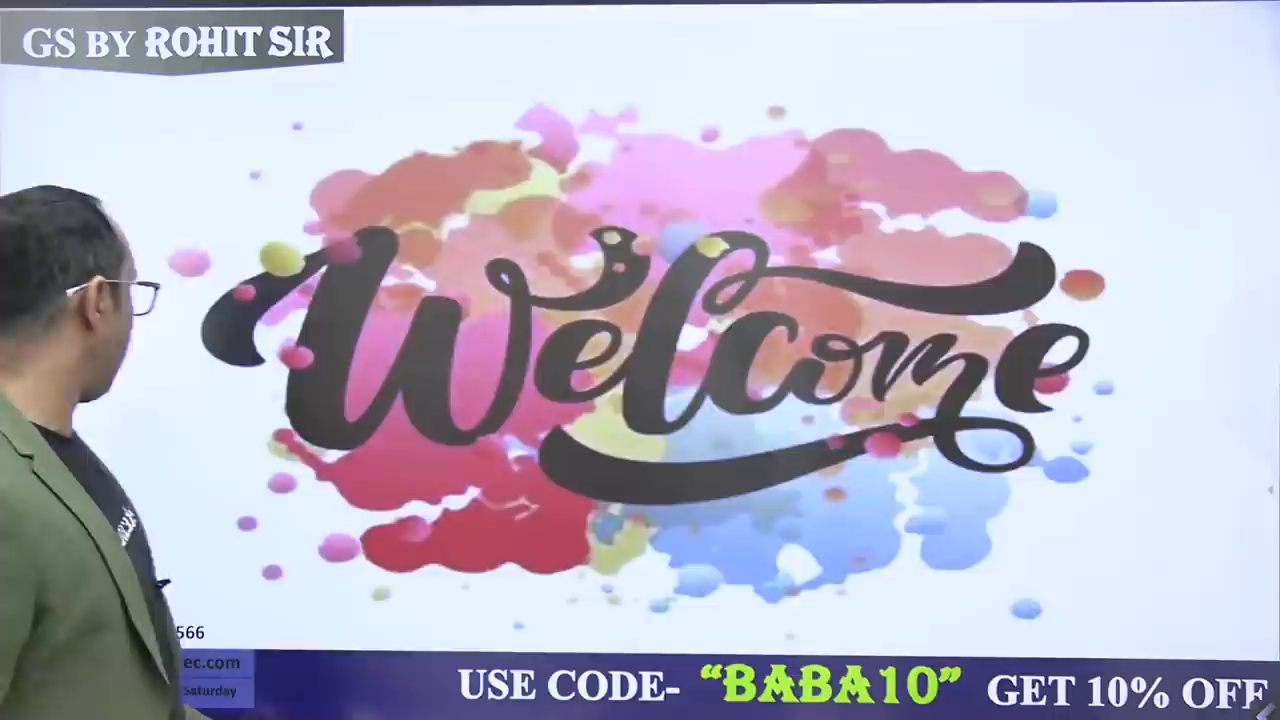 GS BY ROHIT SIR
Welcome
566
ec.com
Saturday
USE CODE- “BABA10” GET 10% OFF